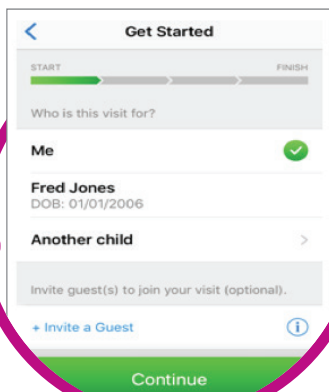 Get Started
START FINISH
Who is this visit for?
Me
Fred Jones
DOB: 01/01/2006
Another child
Invite guest(s) to join your visit (optional).
+ Invite a Guest
Continue